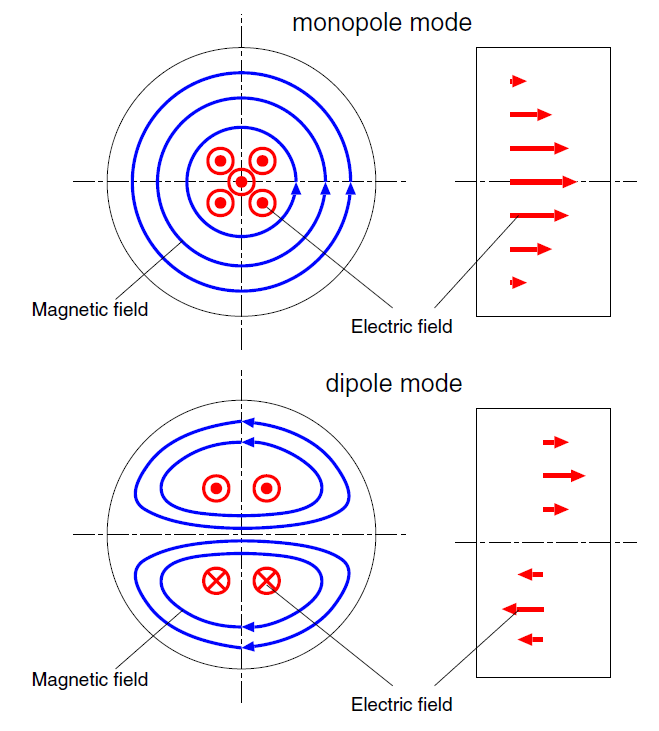 monopole mode
Magnetic field
Electric field
dipole mode
Magnetic field
Electric field